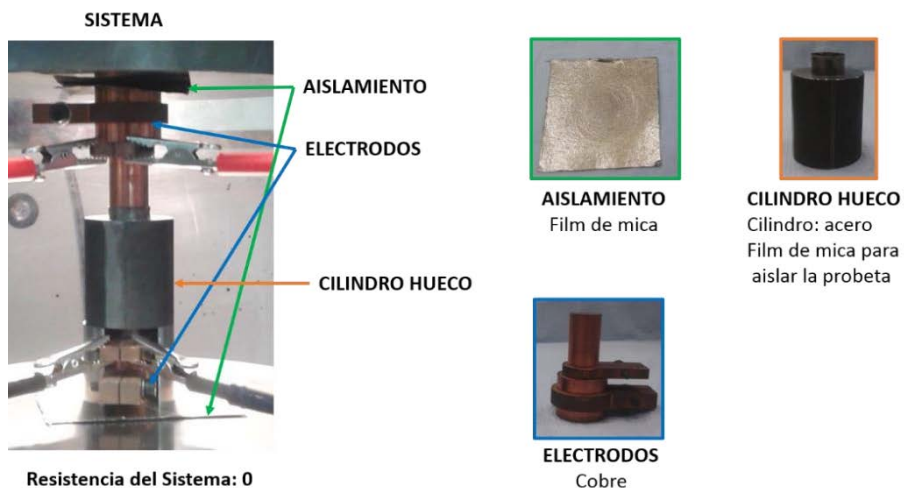 SISTEMA
AISLAMIENTO
ELECTRODOS
CILINDRO HUECO
Resistencia del Sistema: 0
AISLAMIENTO
Film de mica
CILINDRO HUECO
Cilindro: acero
Film de mica para
aislar la probeta
ELECTRODOS
Cobre